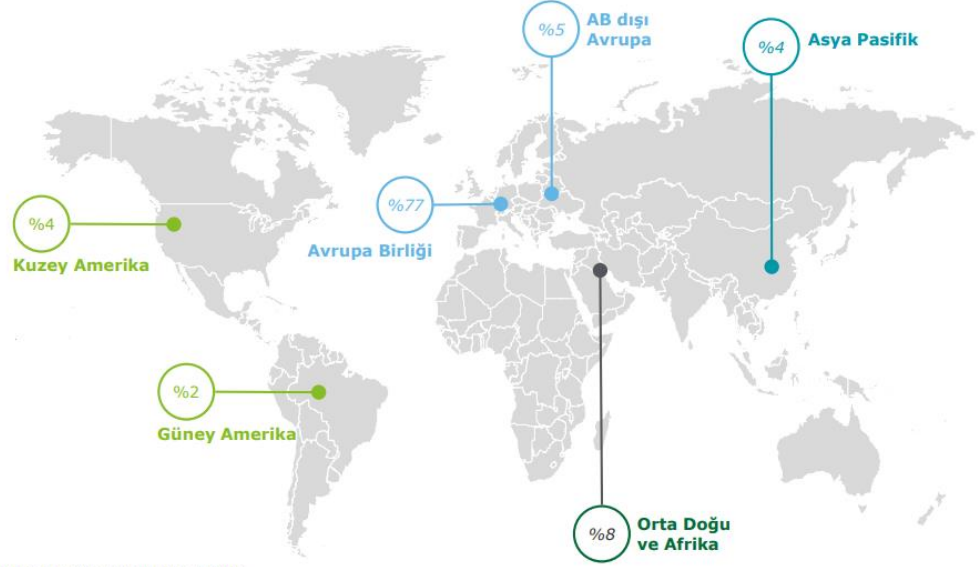 %5
AB dışı
Avrupa
%4
Asya Pasifik
%77
Avrupa Birliği
%4
Kuzey Amerika
%2
Güney Amerika
%8
Orta Doğu
ve Afrika